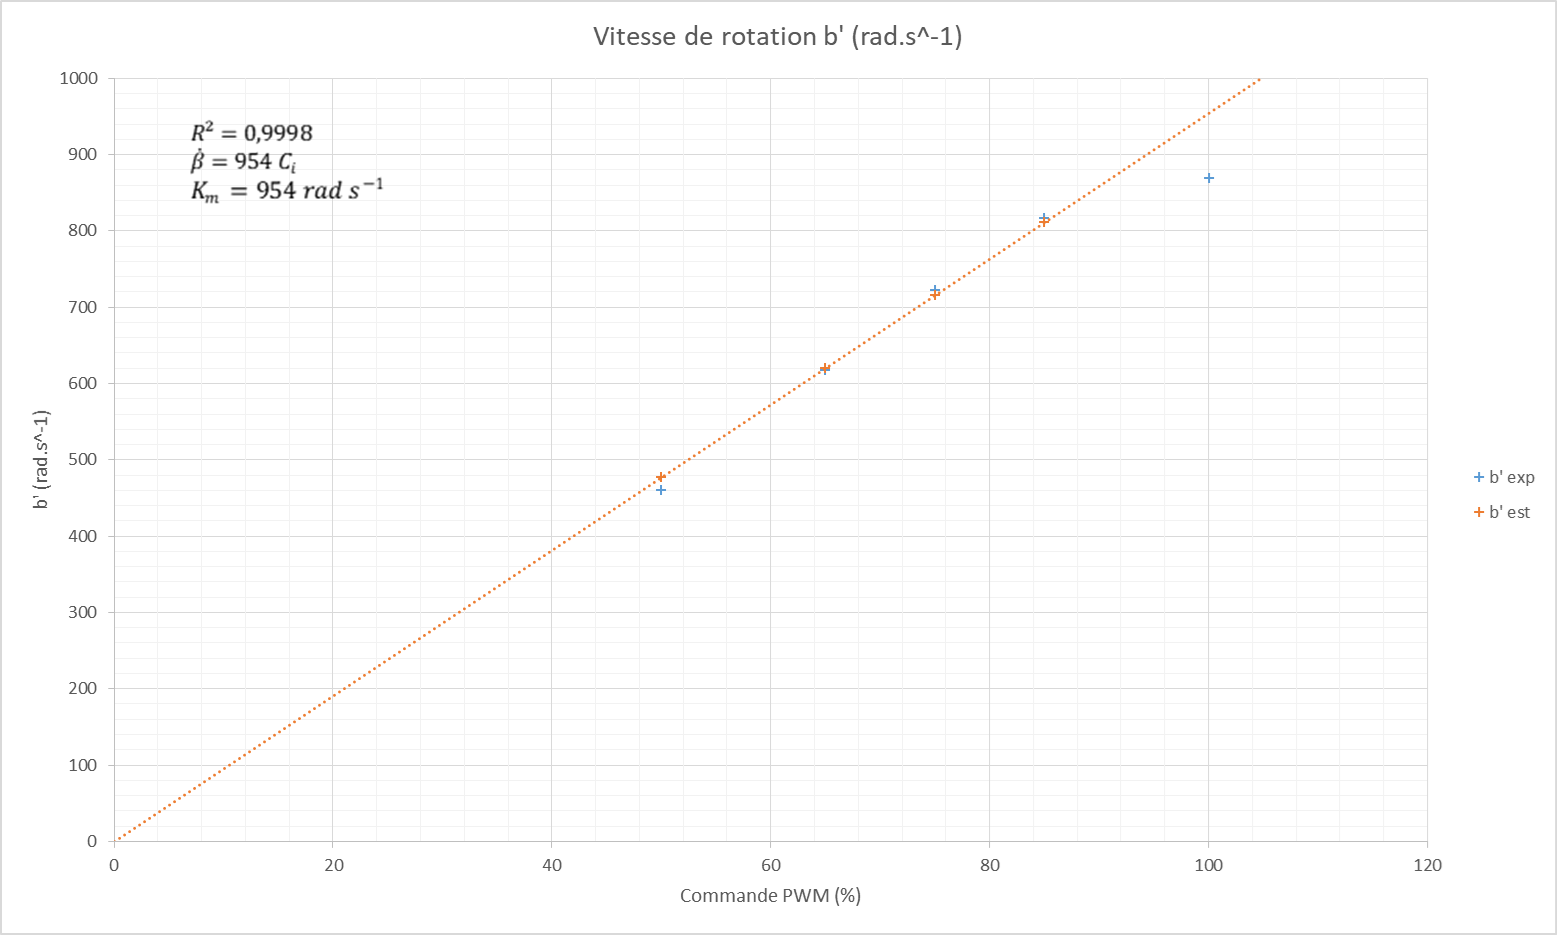 Vitesse de rotation b' (rad.s^-1)
R² = 0,9998
β̇ = 954 Cᵢ
Kₘ = 954 rad s⁻¹
1000
900
800
700
600
500
400
300
200
100
0
b' (rad.s^-1)
0 20 40 60 80 100 120
Commande PWM (%)
b' exp
b' est